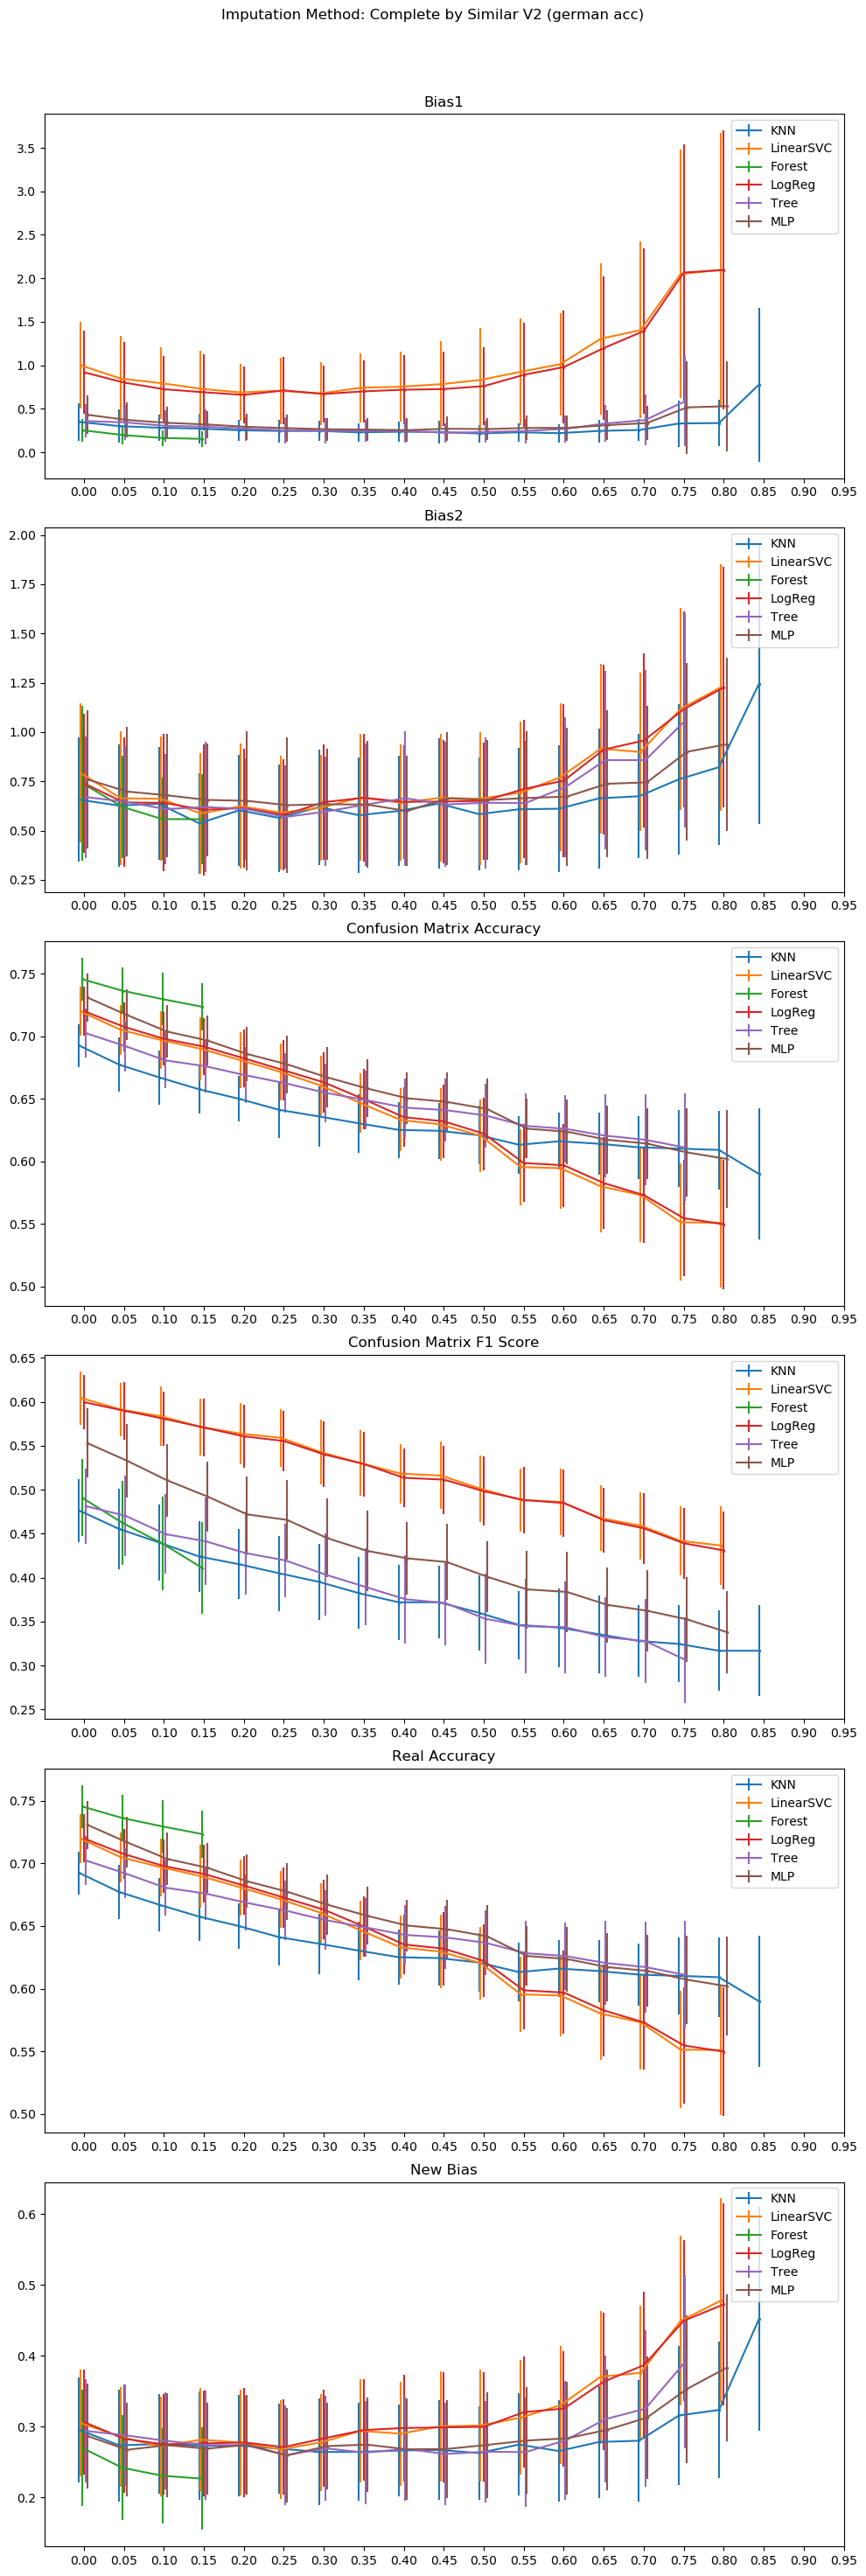 Imputation Method: Complete by Similar V2 (german acc)
Bias1
3.5
3.0
2.5
2.0
1.5
1.0
0.5
0.0
KNN
LinearSVC
Forest
LogReg
Tree
MLP
0.00 0.05 0.10 0.15 0.20 0.25 0.30 0.35 0.40 0.45 0.50 0.55 0.60 0.65 0.70 0.75 0.80 0.85 0.90 0.95
Bias2
2.00
1.75
1.50
1.25
1.00
0.75
0.50
0.25
KNN
LinearSVC
Forest
LogReg
Tree
MLP
0.00 0.05 0.10 0.15 0.20 0.25 0.30 0.35 0.40 0.45 0.50 0.55 0.60 0.65 0.70 0.75 0.80 0.85 0.90 0.95
Confusion Matrix Accuracy
0.75
0.70
0.65
0.60
0.55
0.50
KNN
LinearSVC
Forest
LogReg
Tree
MLP
0.00 0.05 0.10 0.15 0.20 0.25 0.30 0.35 0.40 0.45 0.50 0.55 0.60 0.65 0.70 0.75 0.80 0.85 0.90 0.95
Confusion Matrix F1 Score
0.65
0.60
0.55
0.50
0.45
0.40
0.35
0.30
0.25
KNN
LinearSVC
Forest
LogReg
Tree
MLP
0.00 0.05 0.10 0.15 0.20 0.25 0.30 0.35 0.40 0.45 0.50 0.55 0.60 0.65 0.70 0.75 0.80 0.85 0.90 0.95
Real Accuracy
0.75
0.70
0.65
0.60
0.55
0.50
KNN
LinearSVC
Forest
LogReg
Tree
MLP
0.00 0.05 0.10 0.15 0.20 0.25 0.30 0.35 0.40 0.45 0.50 0.55 0.60 0.65 0.70 0.75 0.80 0.85 0.90 0.95
New Bias
0.6
0.5
0.4
0.3
0.2
KNN
LinearSVC
Forest
LogReg
Tree
MLP
0.00 0.05 0.10 0.15 0.20 0.25 0.30 0.35 0.40 0.45 0.50 0.55 0.60 0.65 0.70 0.75 0.80 0.85 0.90 0.95